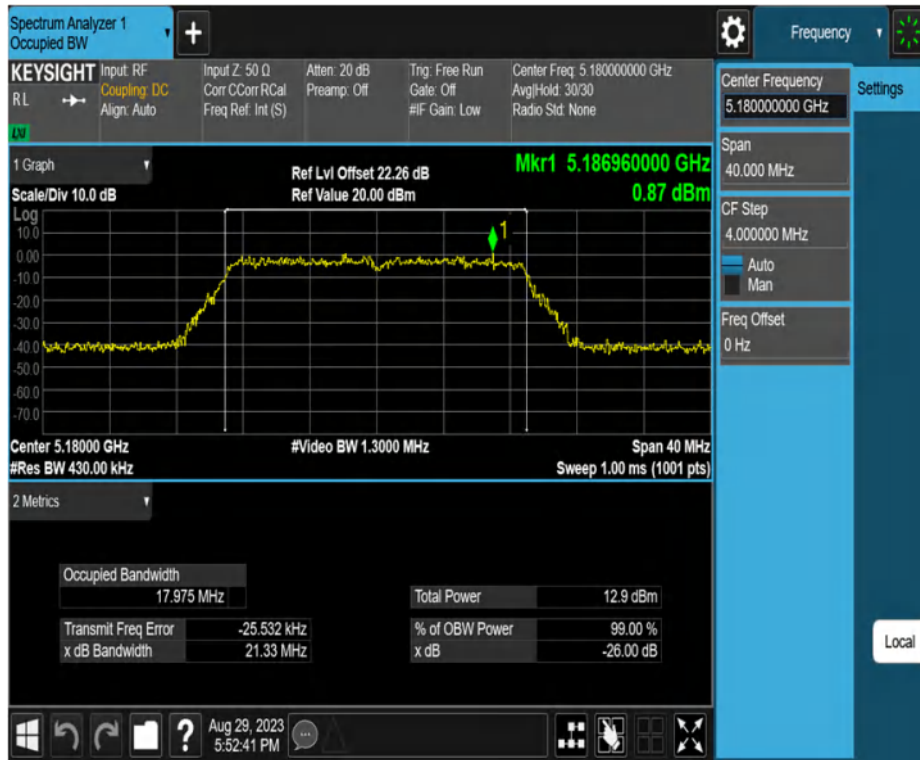 Spectrum Analyzer 1
Occupied BW
+
Frequency
KEYSIGHT
RL
LXI
Input: RF
Coupling: DC
Align: Auto
Input Z: 50 Ω
Corr CCorr RCal
Freq Ref: Int (S)
Atten: 20 dB
Preamp: Off
Trig: Free Run
Gate: Off
#IF Gain: Low
Center Freq: 5.180000000 GHz
Avg|Hold: 30/30
Radio Std: None
Center Frequency
5.180000000 GHz
Settings
Span
40.000 MHz
CF Step
4.000000 MHz
Auto
Man
Freq Offset
0 Hz
1 Graph
Scale/Div 10.0 dB
Ref Lvl Offset 22.26 dB
Ref Value 20.00 dBm
Mkr1 5.186960000 GHz
0.87 dBm
Log
10.0
0.00
-10.0
-20.0
-30.0
-40.0
-50.0
-60.0
-70.0
1
Center 5.18000 GHz
#Res BW 430.00 kHz
#Video BW 1.3000 MHz
Span 40 MHz
Sweep 1.00 ms (1001 pts)
2 Metrics
Occupied Bandwidth
17.975 MHz
Total Power 12.9 dBm
Transmit Freq Error -25.532 kHz
% of OBW Power 99.00 %
x dB Bandwidth 21.33 MHz
x dB -26.00 dB
Local
?
Aug 29, 2023
5:52:41 PM